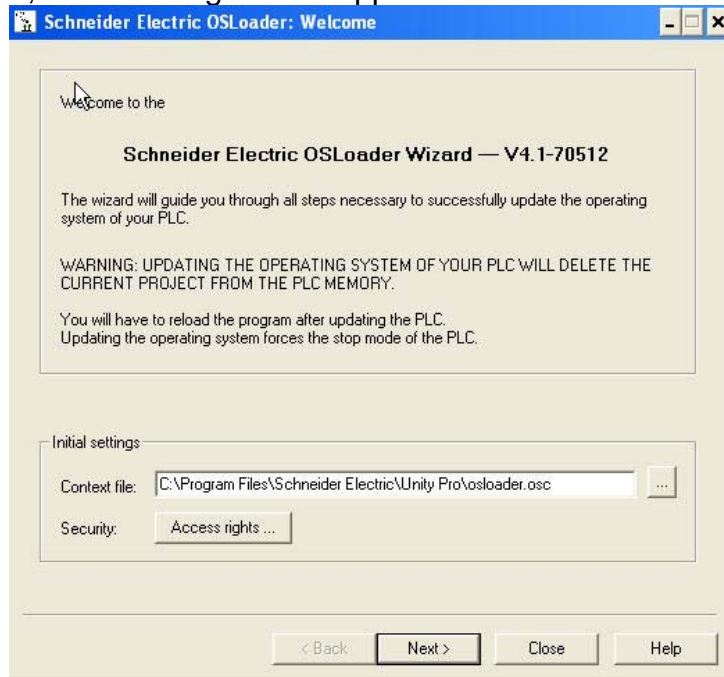 Schneider Electric OSLoader: Welcome
Welcome to the
Schneider Electric OSLoader Wizard — V4.1-70512
The wizard will guide you through all steps necessary to successfully update the operating
system of your PLC.
WARNING: UPDATING THE OPERATING SYSTEM OF YOUR PLC WILL DELETE THE
CURRENT PROJECT FROM THE PLC MEMORY.
You will have to reload the program after updating the PLC.
Updating the operating system forces the stop mode of the PLC.
Initial settings
Context file: C:\Program Files\Schneider Electric\Unity Pro\osloader.osc ...
Security: Access rights ...
< Back Next > Close Help